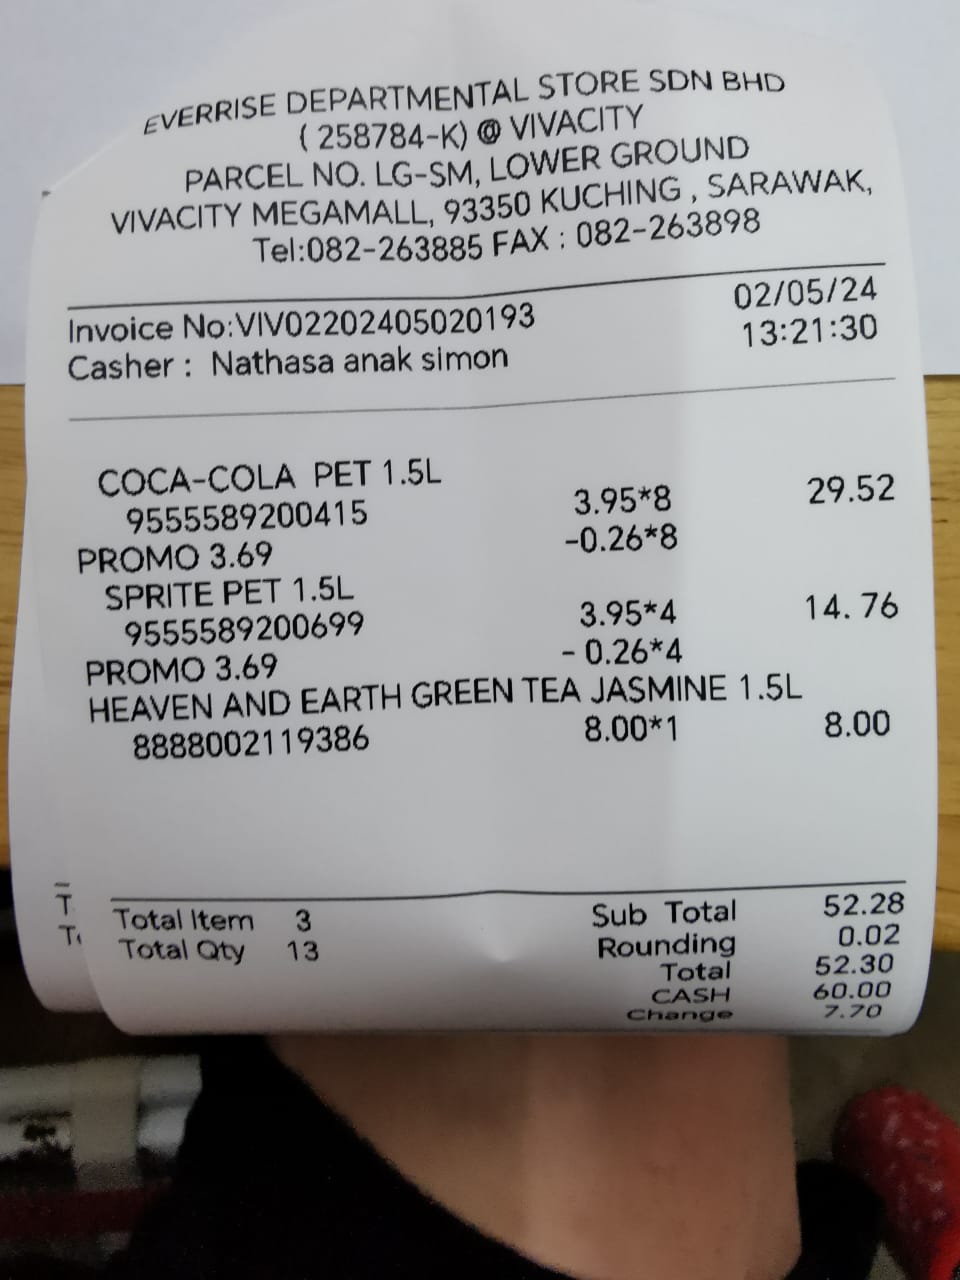 EVERRISE DEPARTMENTAL STORE SDN BHD
( 258784-K) @ VIVACITY
PARCEL NO. LG-SM, LOWER GROUND
VIVACITY MEGAMALL, 93350 KUCHING , SARAWAK,
Tel:082-263885 FAX : 082-263898
Invoice No:VIV02202405020193 02/05/24
Casher : Nathasa anak simon 13:21:30
COCA-COLA PET 1.5L
9555589200415 3.95*8 29.52
PROMO 3.69 -0.26*8
SPRITE PET 1.5L
9555589200699 3.95*4 14. 76
PROMO 3.69 - 0.26*4
HEAVEN AND EARTH GREEN TEA JASMINE 1.5L
8888002119386 8.00*1 8.00
Total Item 3 Sub Total 52.28
Total Qty 13 Rounding 0.02
Total 52.30
CASH 60.00
Change 7.70